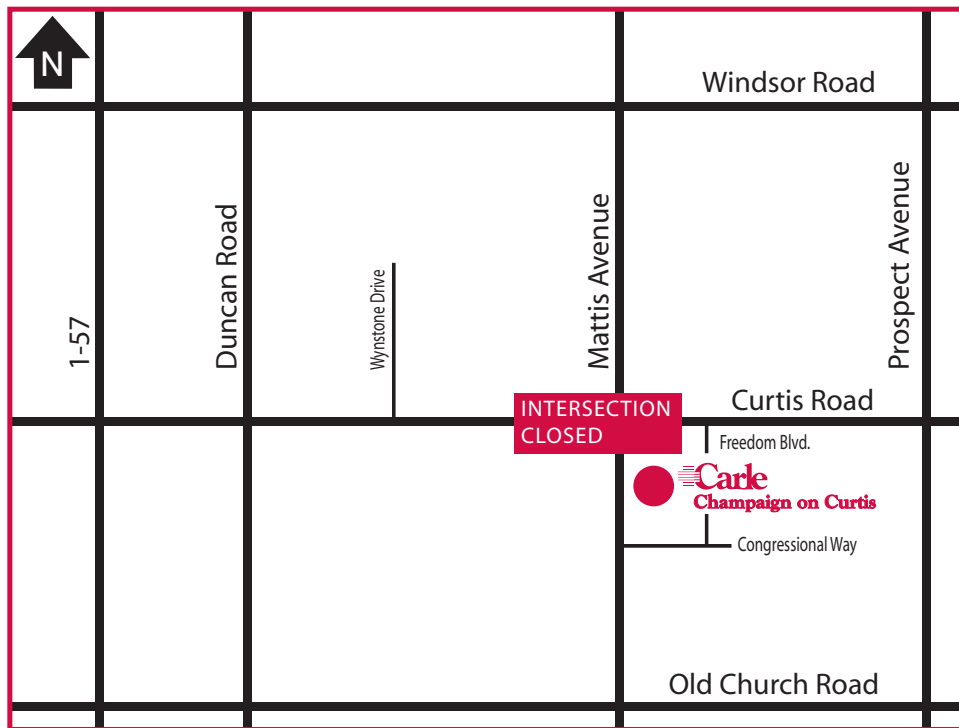 N
Windsor Road
Prospect Avenue
Duncan Road
Mattis Avenue
Wynstone Drive
1-57
Curtis Road
INTERSECTION
CLOSED
Freedom Blvd.
Carle
Champaign on Curtis
Congressional Way
Old Church Road